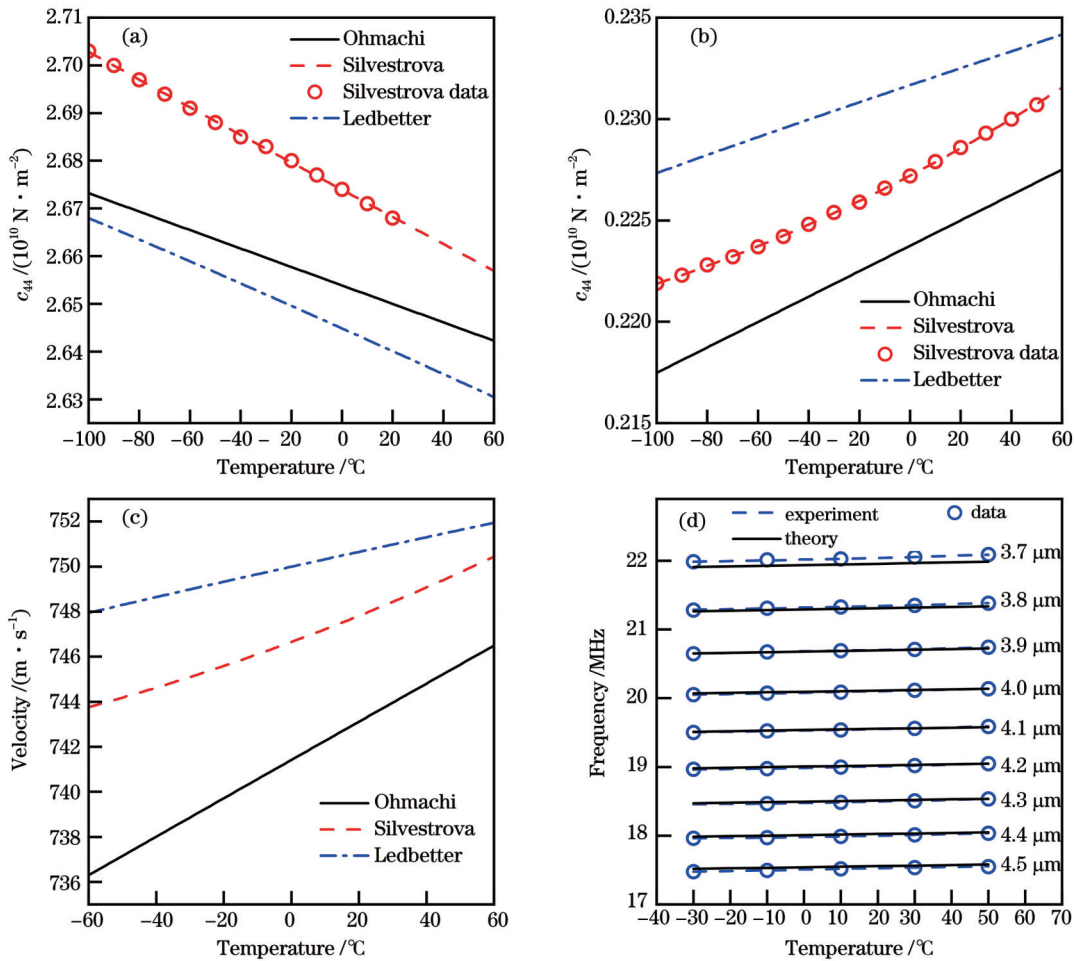 (a)
2.71
2.70
2.69
2.68
2.67
2.66
2.65
2.64
2.63
c44 /(10^10 N · m^−2)
Ohmachi
Silvestrova
Silvestrova data
Ledbetter
−100 −80 −60 −40 − 20 0 20 40 60
Temperature /℃
(b)
0.235
0.230
0.225
0.220
0.215
c44 /(10^10 N · m^−2)
Ohmachi
Silvestrova
Silvestrova data
Ledbetter
−100 −80 −60 −40 − 20 0 20 40 60
Temperature /℃
(c)
752
750
748
746
744
742
740
738
736
Velocity /(m · s^−1)
Ohmachi
Silvestrova
Ledbetter
−60 −40 −20 0 20 40 60
Temperature /℃
(d)
experiment
data
theory
22
21
20
19
18
17
Frequency /MHz
3.7 μm
3.8 μm
3.9 μm
4.0 μm
4.1 μm
4.2 μm
4.3 μm
4.4 μm
4.5 μm
−40 −30 −20 −10 0 10 20 30 40 50 60 70
Temperature /℃